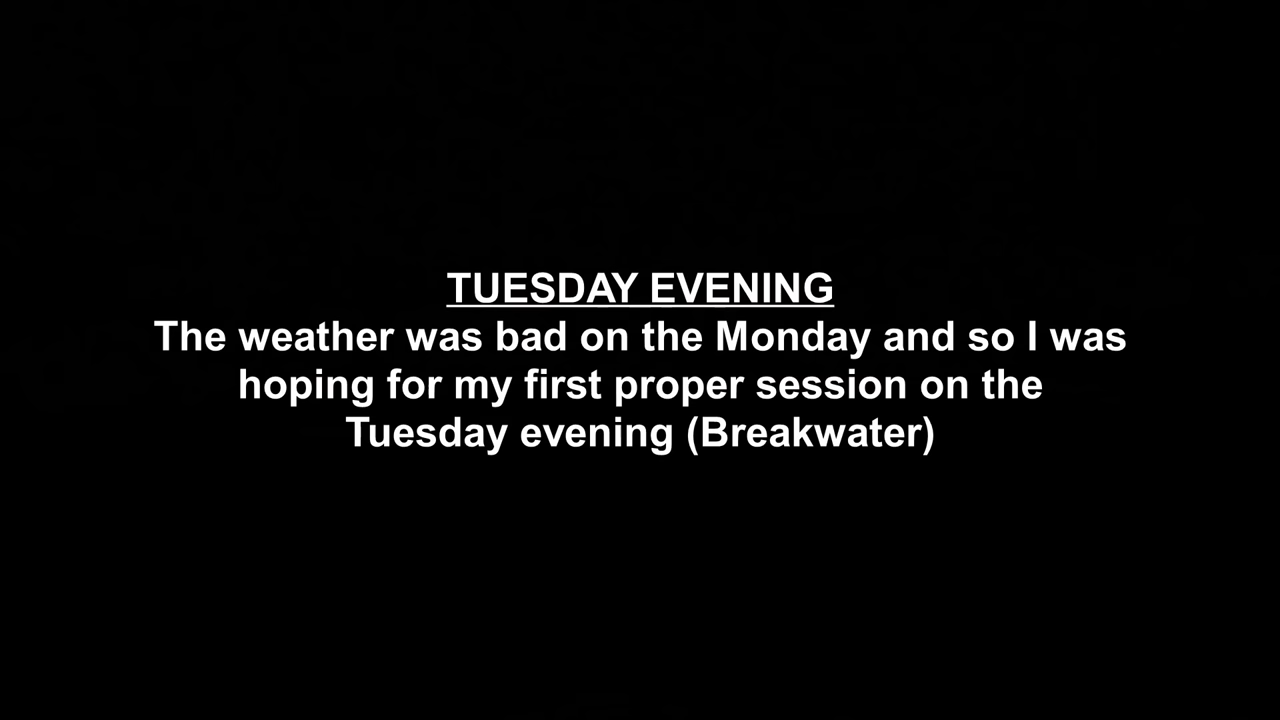 TUESDAY EVENING
The weather was bad on the Monday and so I was
hoping for my first proper session on the
Tuesday evening (Breakwater)